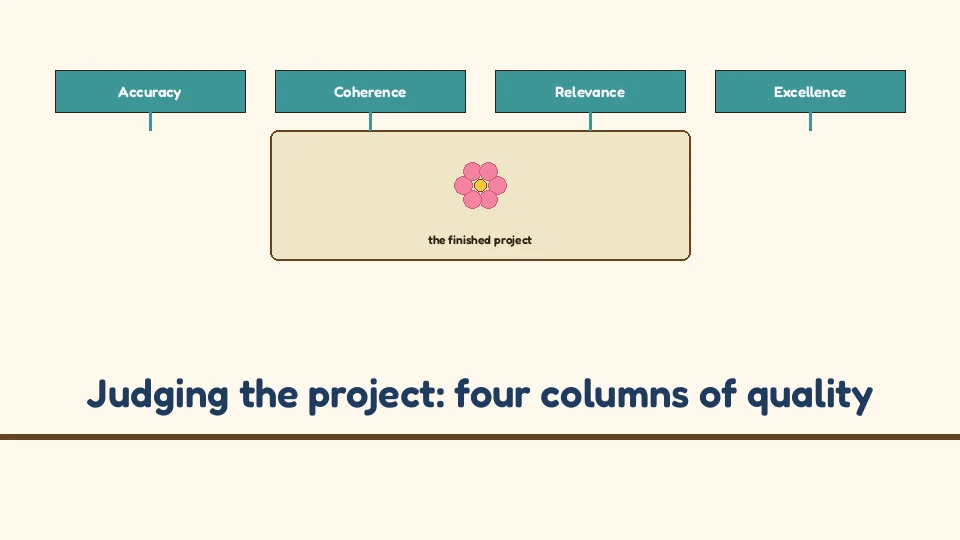 Accuracy
Coherence
Relevance
Excellence
the finished project
Judging the project: four columns of quality